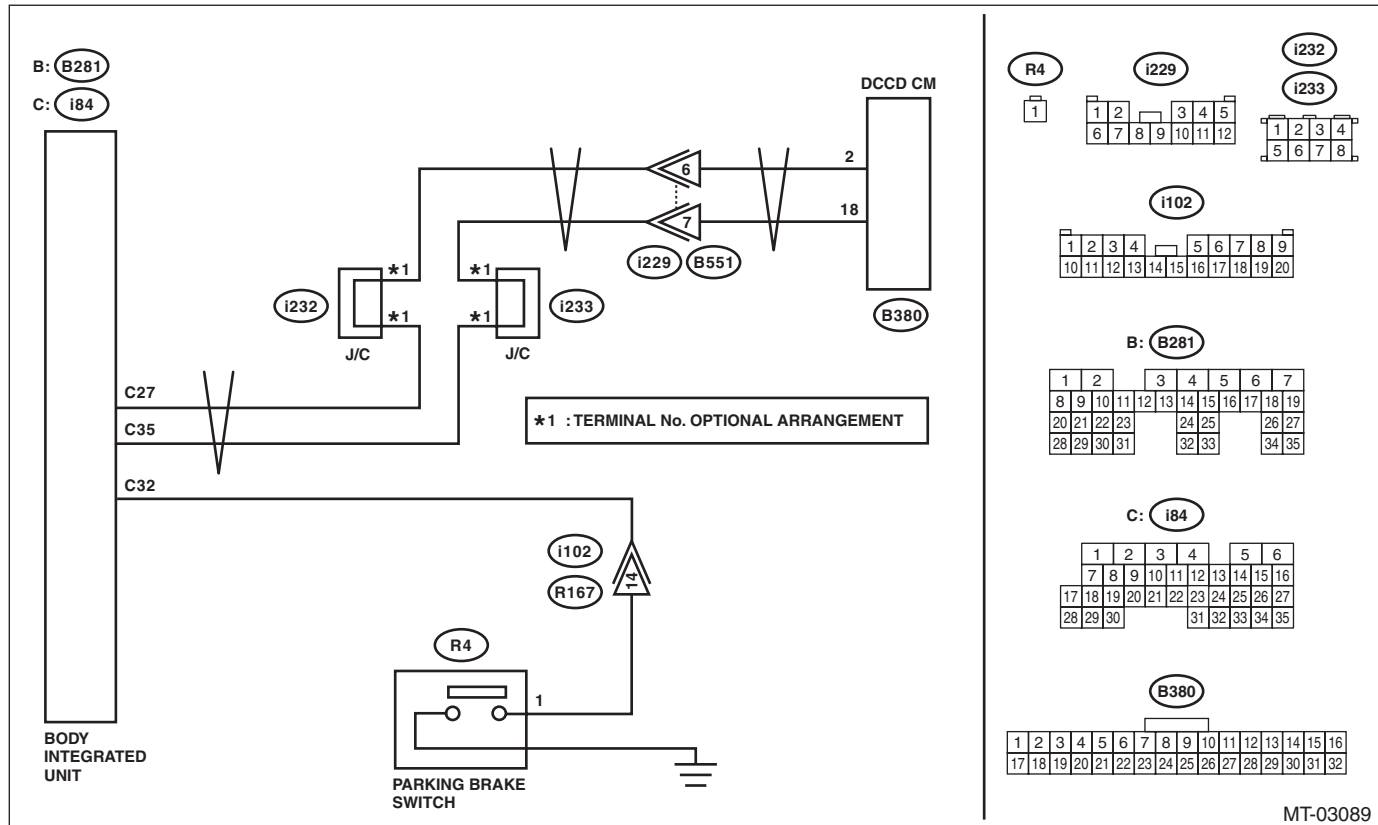 B: B281
C: i84
DCCD CM
2
6
18
7
i229 B551
*1 *1
i232
*1 *1
i233
B380
J/C J/C
C27
C35
*1 : TERMINAL No. OPTIONAL ARRANGEMENT
C32
i102
14
R167
R4
1
BODY
INTEGRATED
UNIT
PARKING BRAKE
SWITCH
R4
1
i229
1 2 3 4 5
6 7 8 9 10 11 12
i232
i233
1 2 3 4
5 6 7 8
i102
1 2 3 4 5 6 7 8 9
10 11 12 13 14 15 16 17 18 19 20
B: B281
1 2 3 4 5 6 7
8 9 10 11 12 13 14 15 16 17 18 19
20 21 22 23 24 25 26 27
28 29 30 31 32 33 34 35
C: i84
1 2 3 4 5 6
7 8 9 10 11 12 13 14 15 16
17 18 19 20 21 22 23 24 25 26 27
28 29 30 31 32 33 34 35
B380
1 2 3 4 5 6 7 8 9 10 11 12 13 14 15 16
17 18 19 20 21 22 23 24 25 26 27 28 29 30 31 32
MT-03089